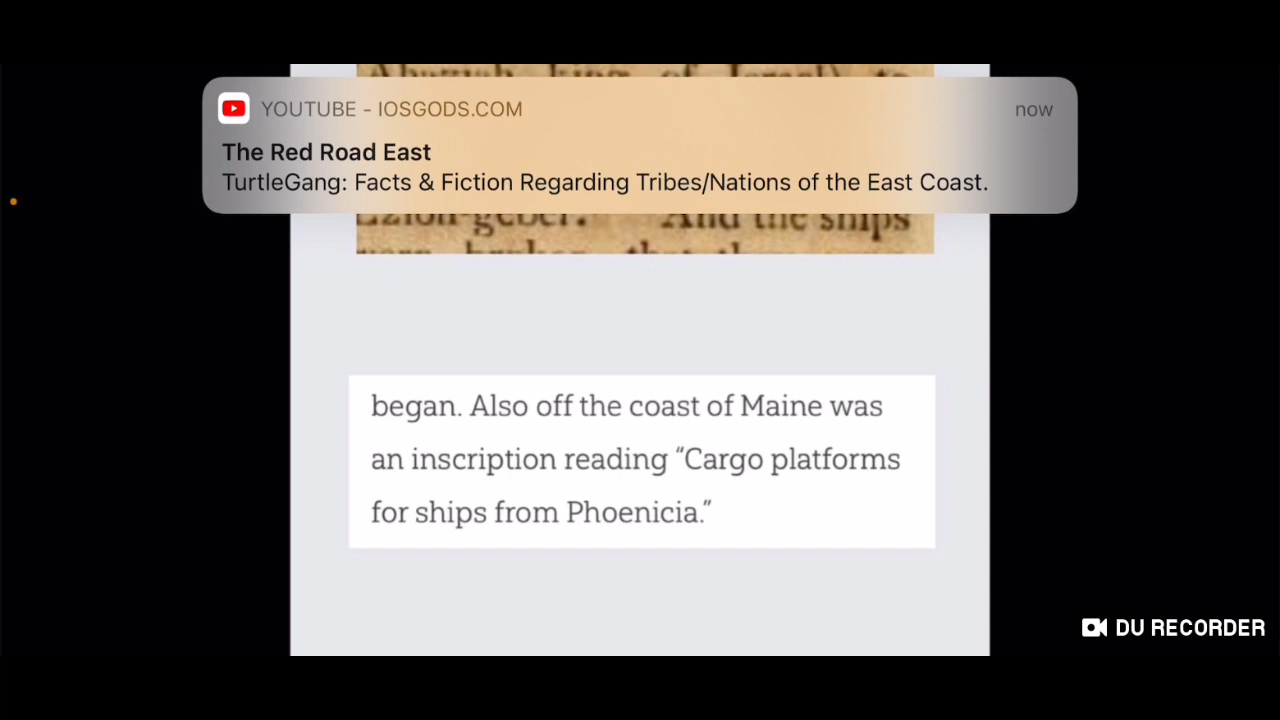 YOUTUBE - IOSGODS.COM
now
The Red Road East
TurtleGang: Facts & Fiction Regarding Tribes/Nations of the East Coast.
Ezion-geber. And the ships
began. Also off the coast of Maine was
an inscription reading “Cargo platforms
for ships from Phoenicia.”
DU RECORDER